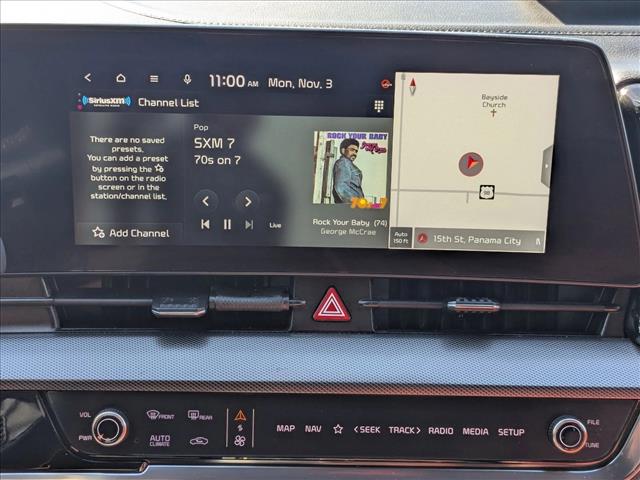 11:00 AM Mon, Nov. 3
SiriusXM
SATELLITE RADIO
Channel List
There are no saved
presets.
You can add a preset
by pressing the
button on the radio
screen or in the
station/channel list.
Add Channel
Pop
SXM 7
70s on 7
Live
ROCK YOUR BABY
Rock Your Baby (74)
George McCrae
Bayside
Church
98
Auto
150 ft
15th St, Panama City
VOL
PWR
FRONT
REAR
AUTO
CLIMATE
MAP NAV <SEEK TRACK> RADIO MEDIA SETUP
FILE
TUNE